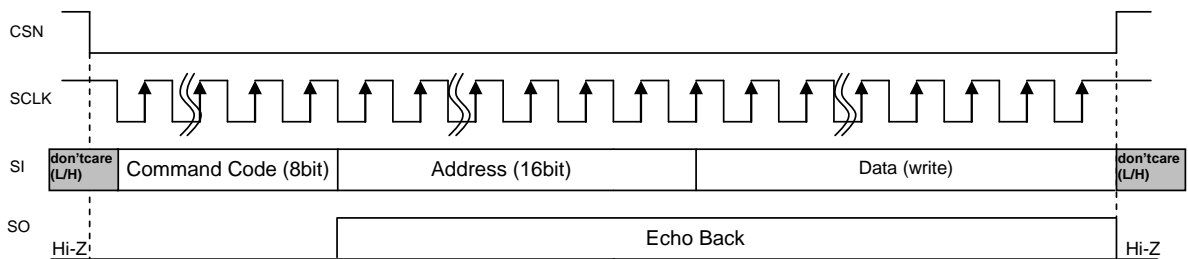 CSN
SCLK
SI
don'tcare
(L/H)
Command Code (8bit)
Address (16bit)
Data (write)
don'tcare
(L/H)
SO
Hi-Z
Echo Back
Hi-Z